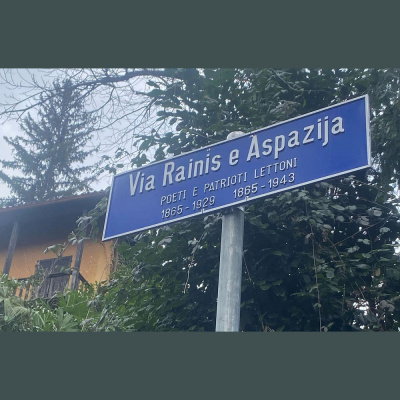 Via Rainis e Aspazija
POETI E PATRIOTI LETTONI
1865-1929 1865-1943